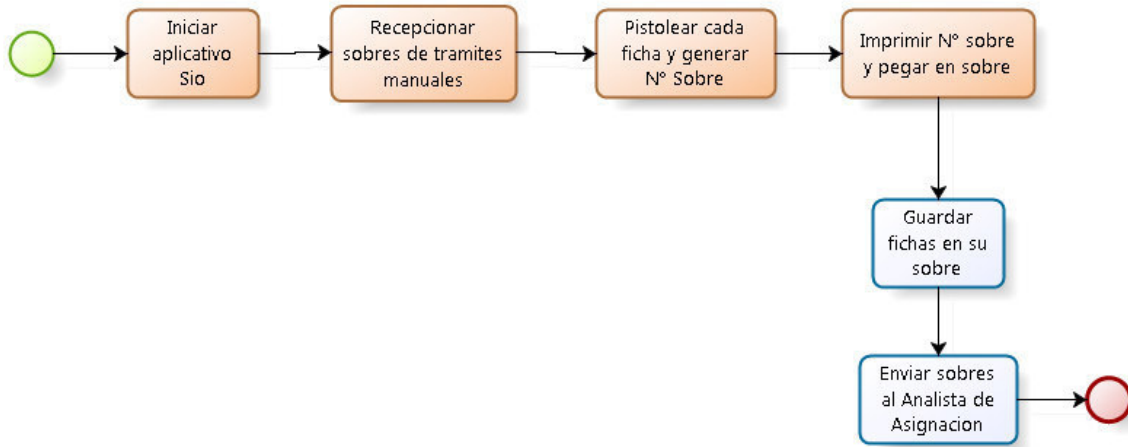 Iniciar
aplicativo
Sio
Recepcionar
sobres de tramites
manuales
Pistolear cada
ficha y generar
N° Sobre
Imprimir N° sobre
y pegar en sobre
Guardar
fichas en su
sobre
Enviar sobres
al Analista de
Asignacion